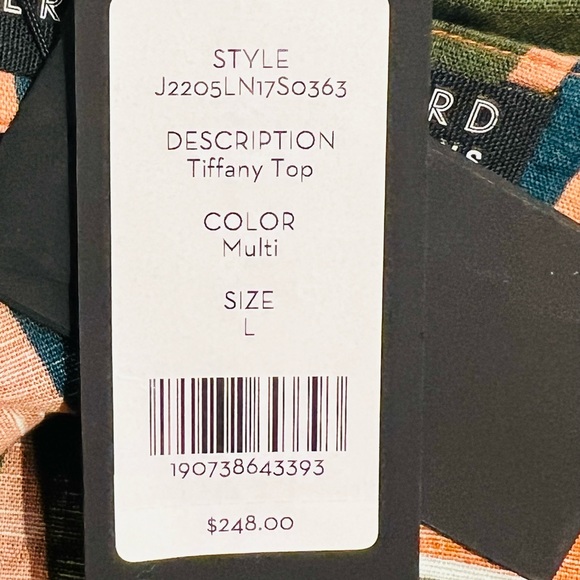 STYLE
J2205LN17S0363
DESCRIPTION
Tiffany Top
COLOR
Multi
SIZE
L
190738643393
$248.00